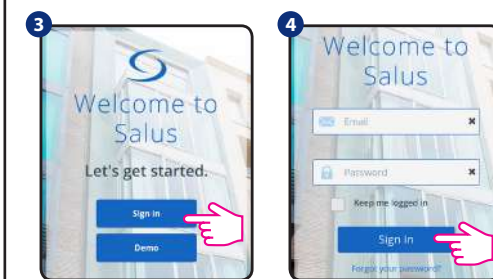 3
Welcome to
Salus
Let's get started.
Sign in
Demo
4
Welcome to
Salus
Email
Password
Keep me logged in
Sign in
Forgot your password?